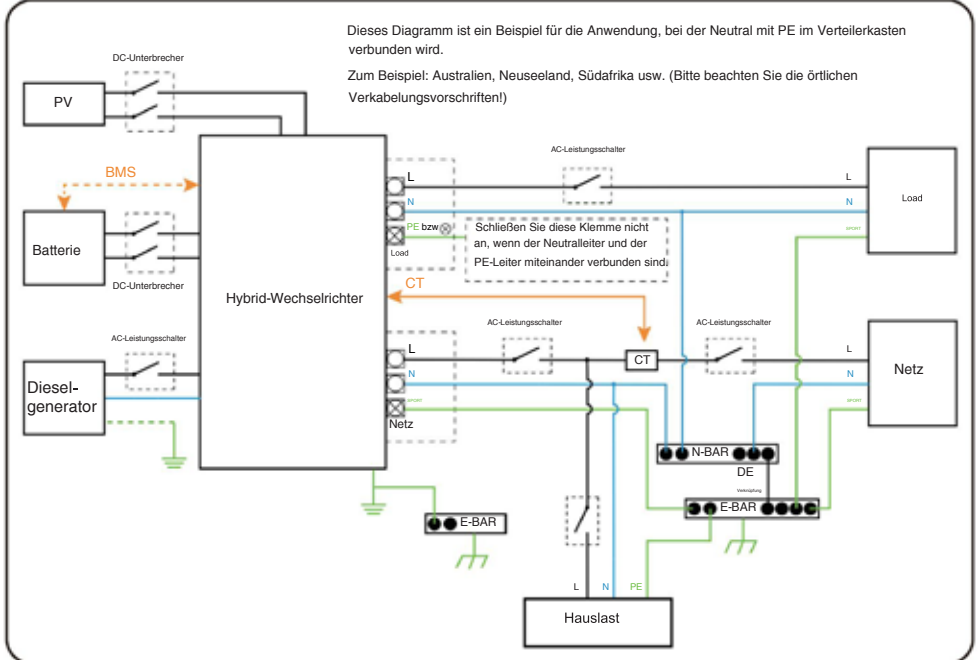 Dieses Diagramm ist ein Beispiel für die Anwendung, bei der Neutral mit PE im Verteilerkasten
verbunden wird.
Zum Beispiel: Australien, Neuseeland, Südafrika usw. (Bitte beachten Sie die örtlichen
Verkabelungsvorschriften!)
DC-Unterbrecher
PV
BMS
Batterie
DC-Unterbrecher
AC-Leistungsschalter
Diesel-
generator
Hybrid-Wechselrichter
L
N
PE bzw
Load
Schließen Sie diese Klemme nicht
an, wenn der Neutralleiter und der
PE-Leiter miteinander verbunden sind.
AC-Leistungsschalter
L
N
SPORT
Load
CT
AC-Leistungsschalter
CT
AC-Leistungsschalter
L
N
SPORT
Netz
L
N
SPORT
Netz
N-BAR
DE
Verknüpfung
E-BAR
E-BAR
L
N
PE
Hauslast